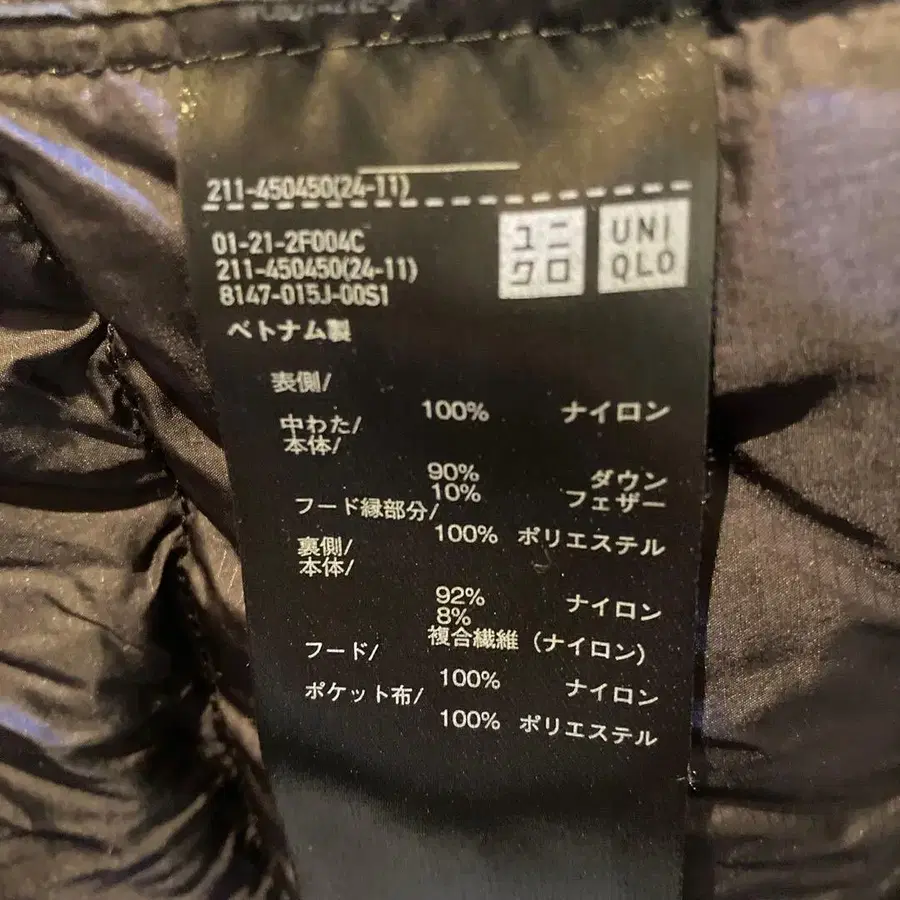 211-450450(24-11)
ユニクロ
UNIQLO
01-21-2F004C
211-450450(24-11)
8147-015J-00S1
ベトナム製
表側/
100% ナイロン
中わた/
本体/
90% ダウン
10% フェザー
フード縁部分/
100% ポリエステル
裏側/
本体/
92% ナイロン
8%
複合繊維(ナイロン)
フード/
100% ナイロン
ポケット布/
100% ポリエステル